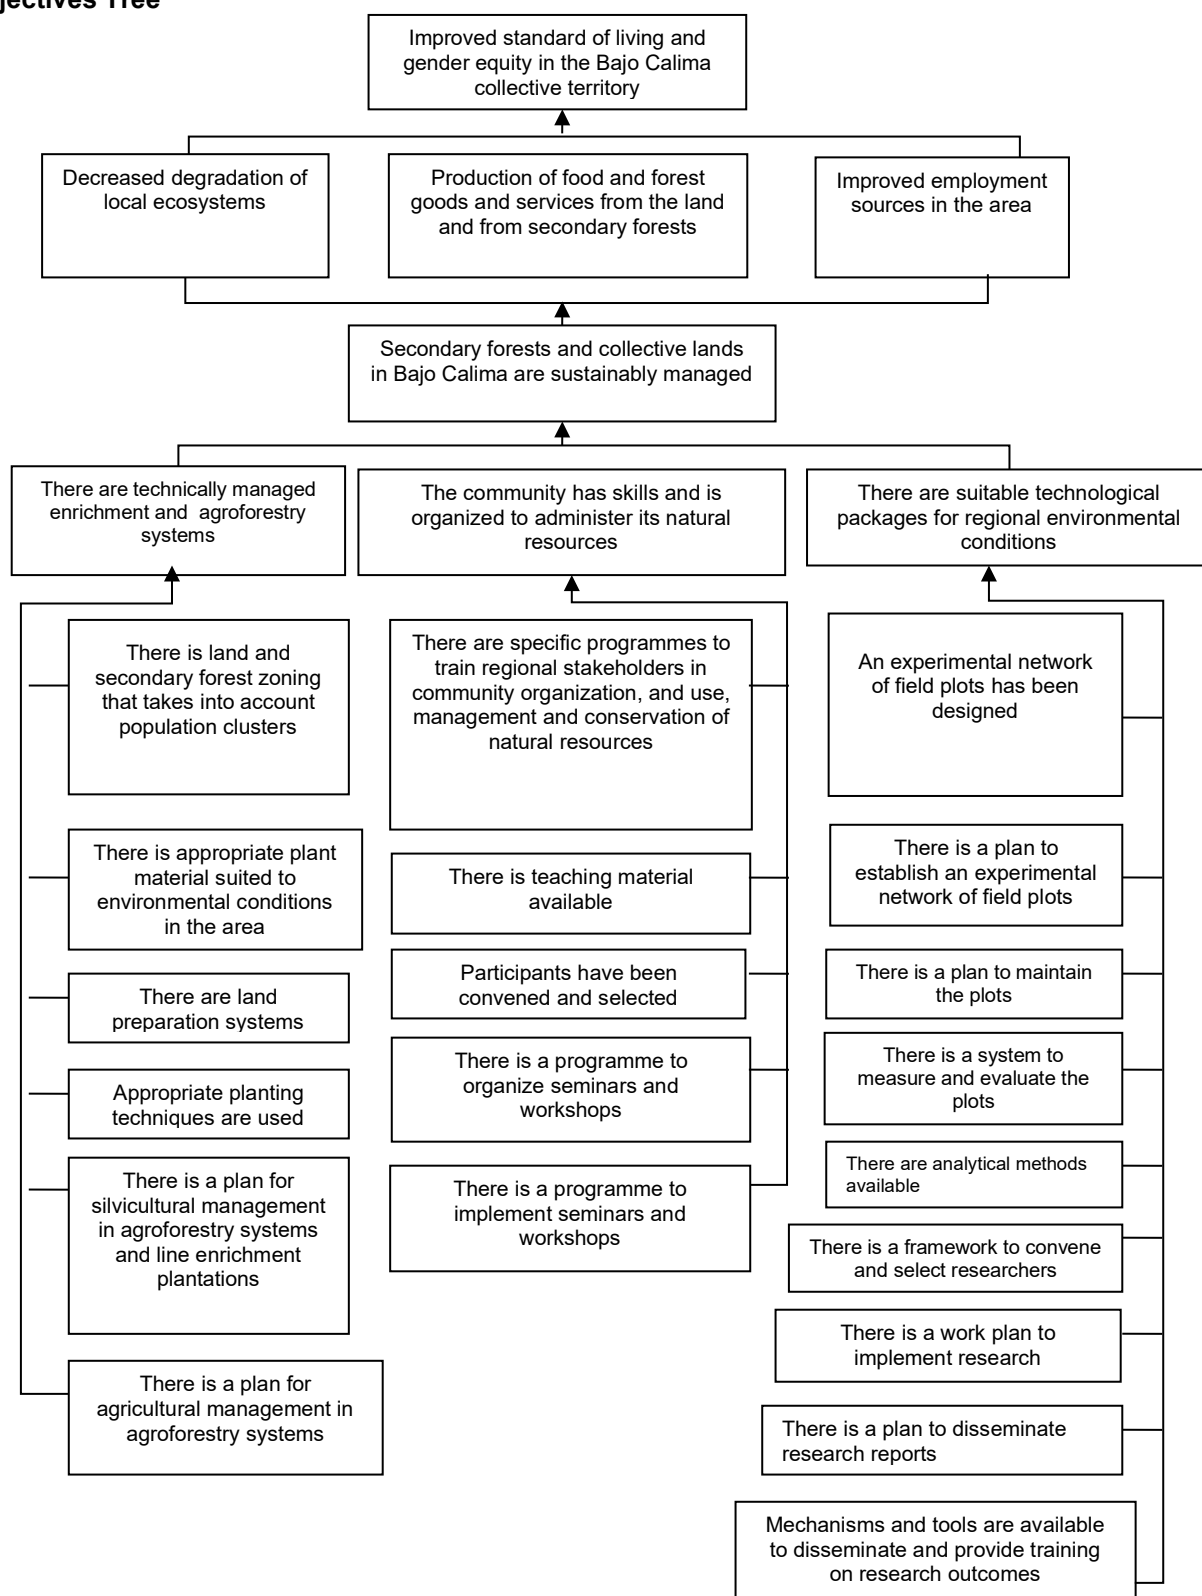 jectives Tree
Improved standard of living and
gender equity in the Bajo Calima
collective territory
Decreased degradation of
local ecosystems
Production of food and forest
goods and services from the land
and from secondary forests
Improved employment
sources in the area
Secondary forests and collective lands
in Bajo Calima are sustainably managed
There are technically managed
enrichment and agroforestry
systems
The community has skills and is
organized to administer its natural
resources
There are suitable technological
packages for regional environmental
conditions
There is land and
secondary forest zoning
that takes into account
population clusters
There is appropriate plant
material suited to
environmental conditions
in the area
There are land
preparation systems
Appropriate planting
techniques are used
There is a plan for
silvicultural management
in agroforestry systems
and line enrichment
plantations
There is a plan for
agricultural management in
agroforestry systems
There are specific programmes to
train regional stakeholders in
community organization, and use,
management and conservation of
natural resources
There is teaching material
available
Participants have been
convened and selected
There is a programme to
organize seminars and
workshops
There is a programme to
implement seminars and
workshops
An experimental network
of field plots has been
designed
There is a plan to
establish an experimental
network of field plots
There is a plan to maintain
the plots
There is a system to
measure and evaluate the
plots
There are analytical methods
available
There is a framework to convene
and select researchers
There is a work plan to
implement research
There is a plan to disseminate
research reports
Mechanisms and tools are available
to disseminate and provide training
on research outcomes